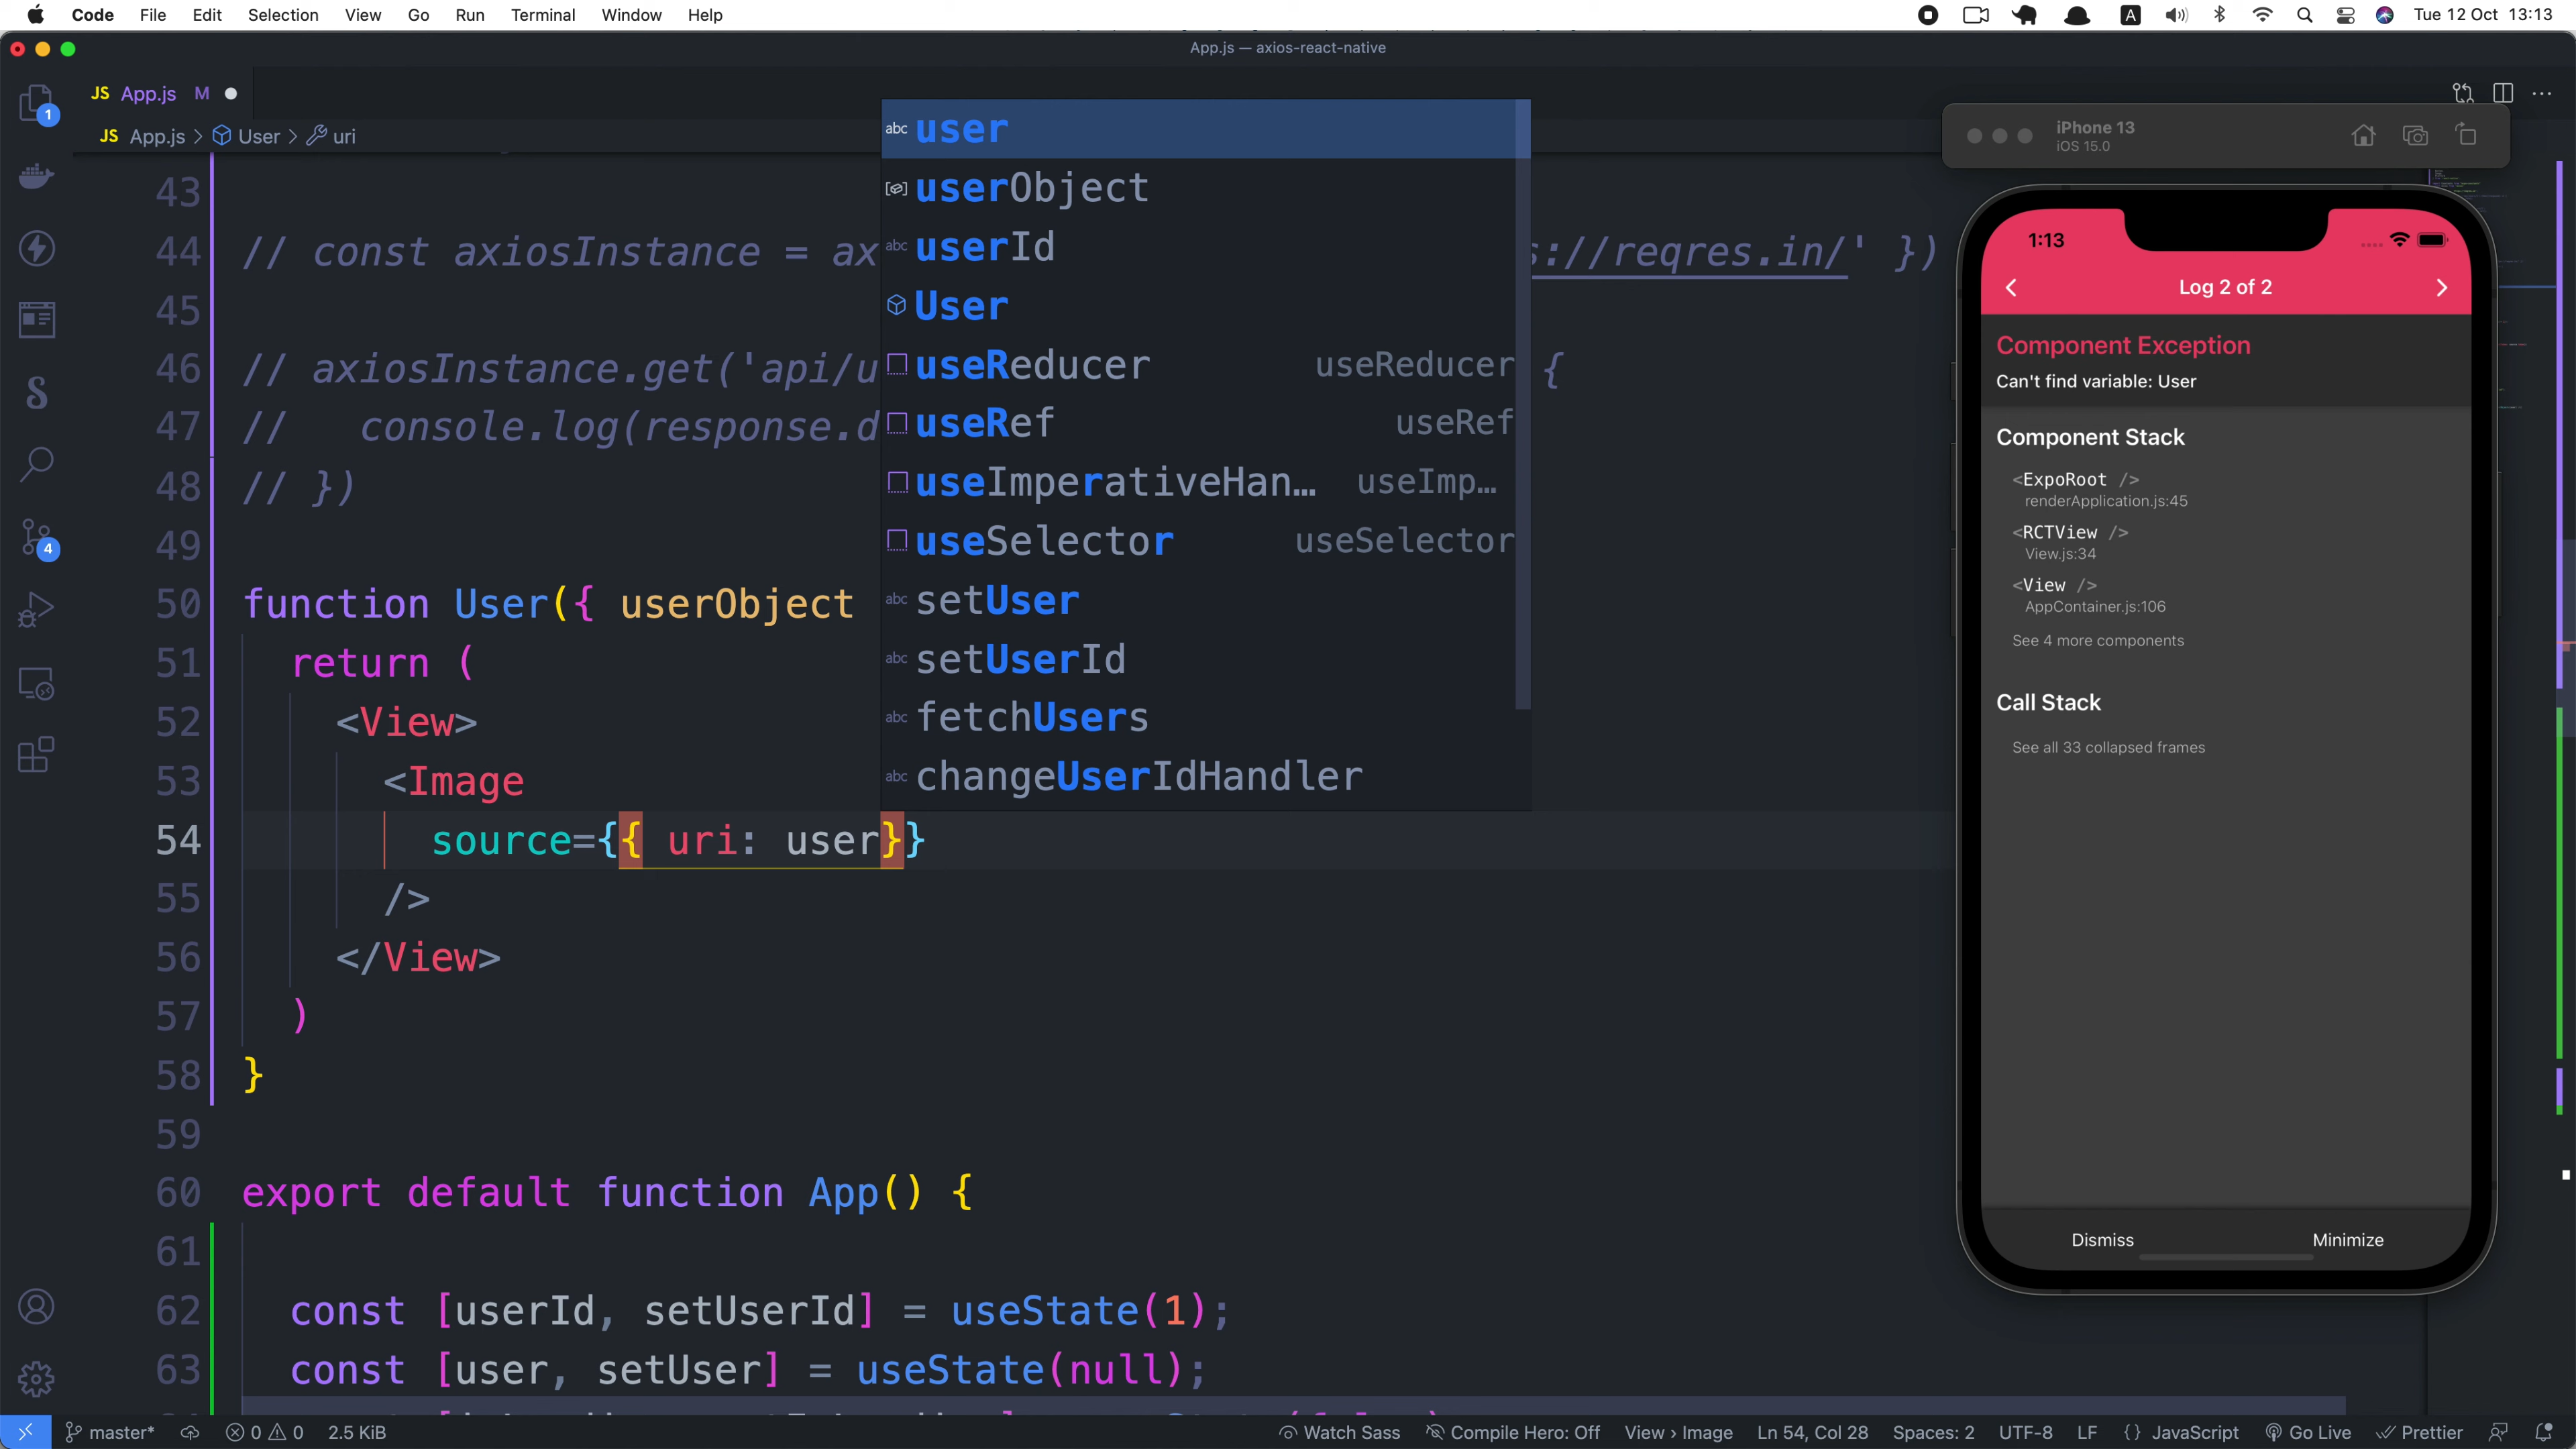 Code File Edit Selection View Go Run Terminal Window Help
A Tue 12 Oct 13:13
App.js — axios-react-native
JS App.js M
JS App.js > User > uri
1
4
43
44 // const axiosInstance = ax
s://reqres.in/' })
45
46 // axiosInstance.get('api/u
{
47 //   console.log(response.d
48 // })
49
50 function User({ userObject
51 return (
52 <View>
53 <Image
54 source={{ uri: user}}
55 />
56 </View>
57 )
58 }
59
60 export default function App() {
61
62 const [userId, setUserId] = useState(1);
63 const [user, setUser] = useState(null);
abc user
userObject
abc userId
User
useReducer useReducer
useRef useRef
useImperativeHan… useImp…
useSelector useSelector
abc setUser
abc setUserId
abc fetchUsers
abc changeUserIdHandler
iPhone 13
iOS 15.0
1:13
Log 2 of 2
Component Exception
Can't find variable: User
Component Stack
<ExpoRoot />
renderApplication.js:45
<RCTView />
View.js:34
<View />
AppContainer.js:106
See 4 more components
Call Stack
See all 33 collapsed frames
Dismiss Minimize
master* 0 0 2.5 KiB
Watch Sass Compile Hero: Off View › Image Ln 54, Col 28 Spaces: 2 UTF-8 LF {} JavaScript Go Live Prettier